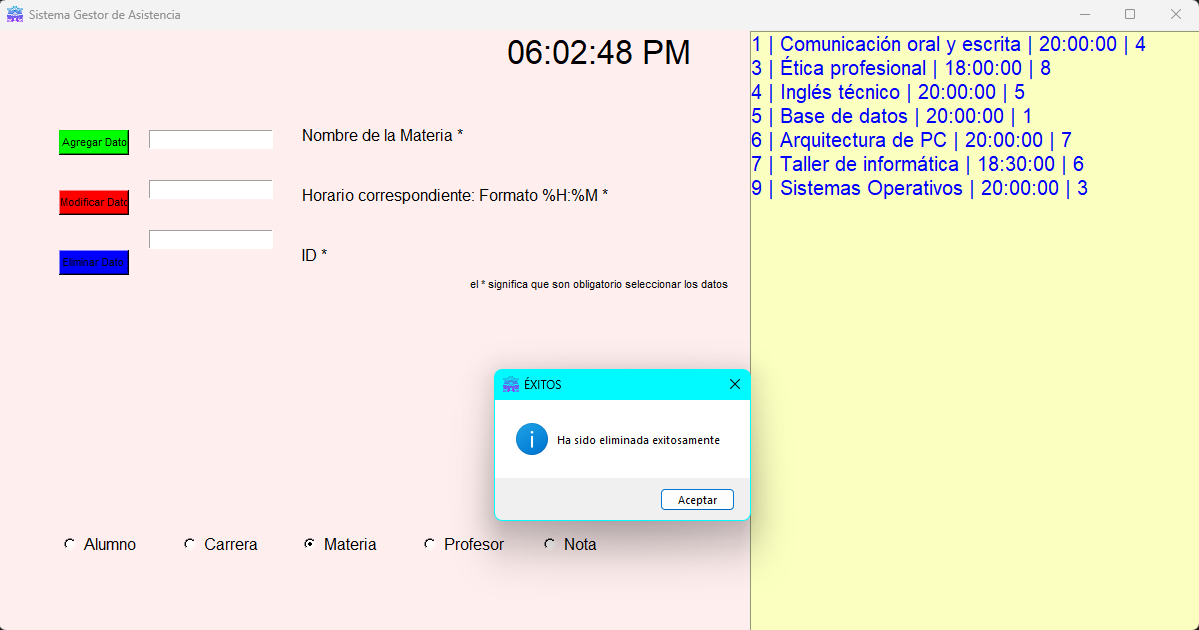 Sistema Gestor de Asistencia
06:02:48 PM
Agregar Dato
Nombre de la Materia *
Modificar Dato
Horario correspondiente: Formato %H:%M *
Eliminar Dato
ID *
el * significa que son obligatorio seleccionar los datos
1 | Comunicación oral y escrita | 20:00:00 | 4
3 | Ética profesional | 18:00:00 | 8
4 | Inglés técnico | 20:00:00 | 5
5 | Base de datos | 20:00:00 | 1
6 | Arquitectura de PC | 20:00:00 | 7
7 | Taller de informática | 18:30:00 | 6
9 | Sistemas Operativos | 20:00:00 | 3
ÉXITOS
Ha sido eliminada exitosamente
Aceptar
Alumno
Carrera
Materia
Profesor
Nota